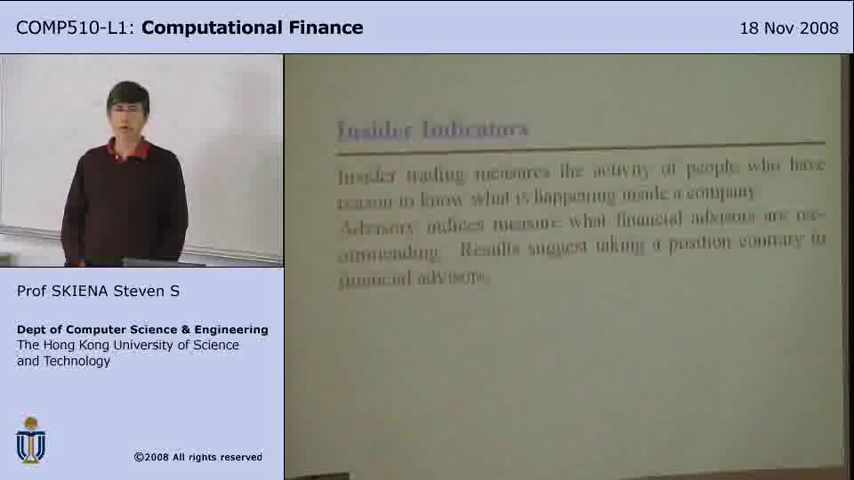 COMP510-L1: Computational Finance
18 Nov 2008
Insider Indicators
Insider trading measures the activity of people who have
reason to know what is happening inside a company.
Advisory indices measure what financial advisors are rec-
ommending. Results suggest taking a position contrary to
financial advisors.
Prof SKIENA Steven S
Dept of Computer Science & Engineering
The Hong Kong University of Science
and Technology
©2008 All rights reserved